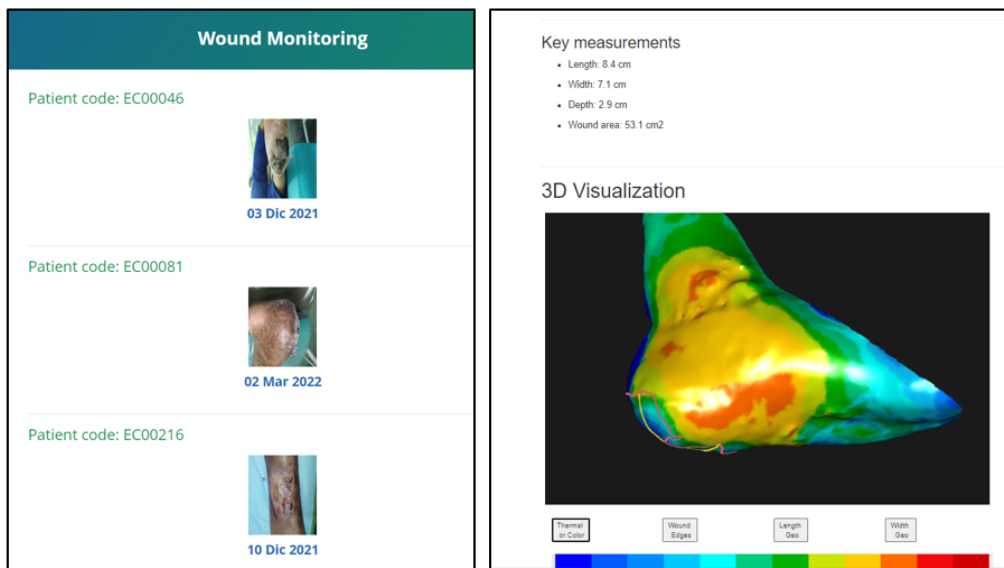 Wound Monitoring
Patient code: EC00046
03 Dic 2021
Patient code: EC00081
02 Mar 2022
Patient code: EC00216
10 Dic 2021
Key measurements
Length: 8.4 cm
Width: 7.1 cm
Depth: 2.9 cm
Wound area: 53.1 cm2
3D Visualization
Thermal
or Color
Wound
Edges
Length
Geo
Width
Geo